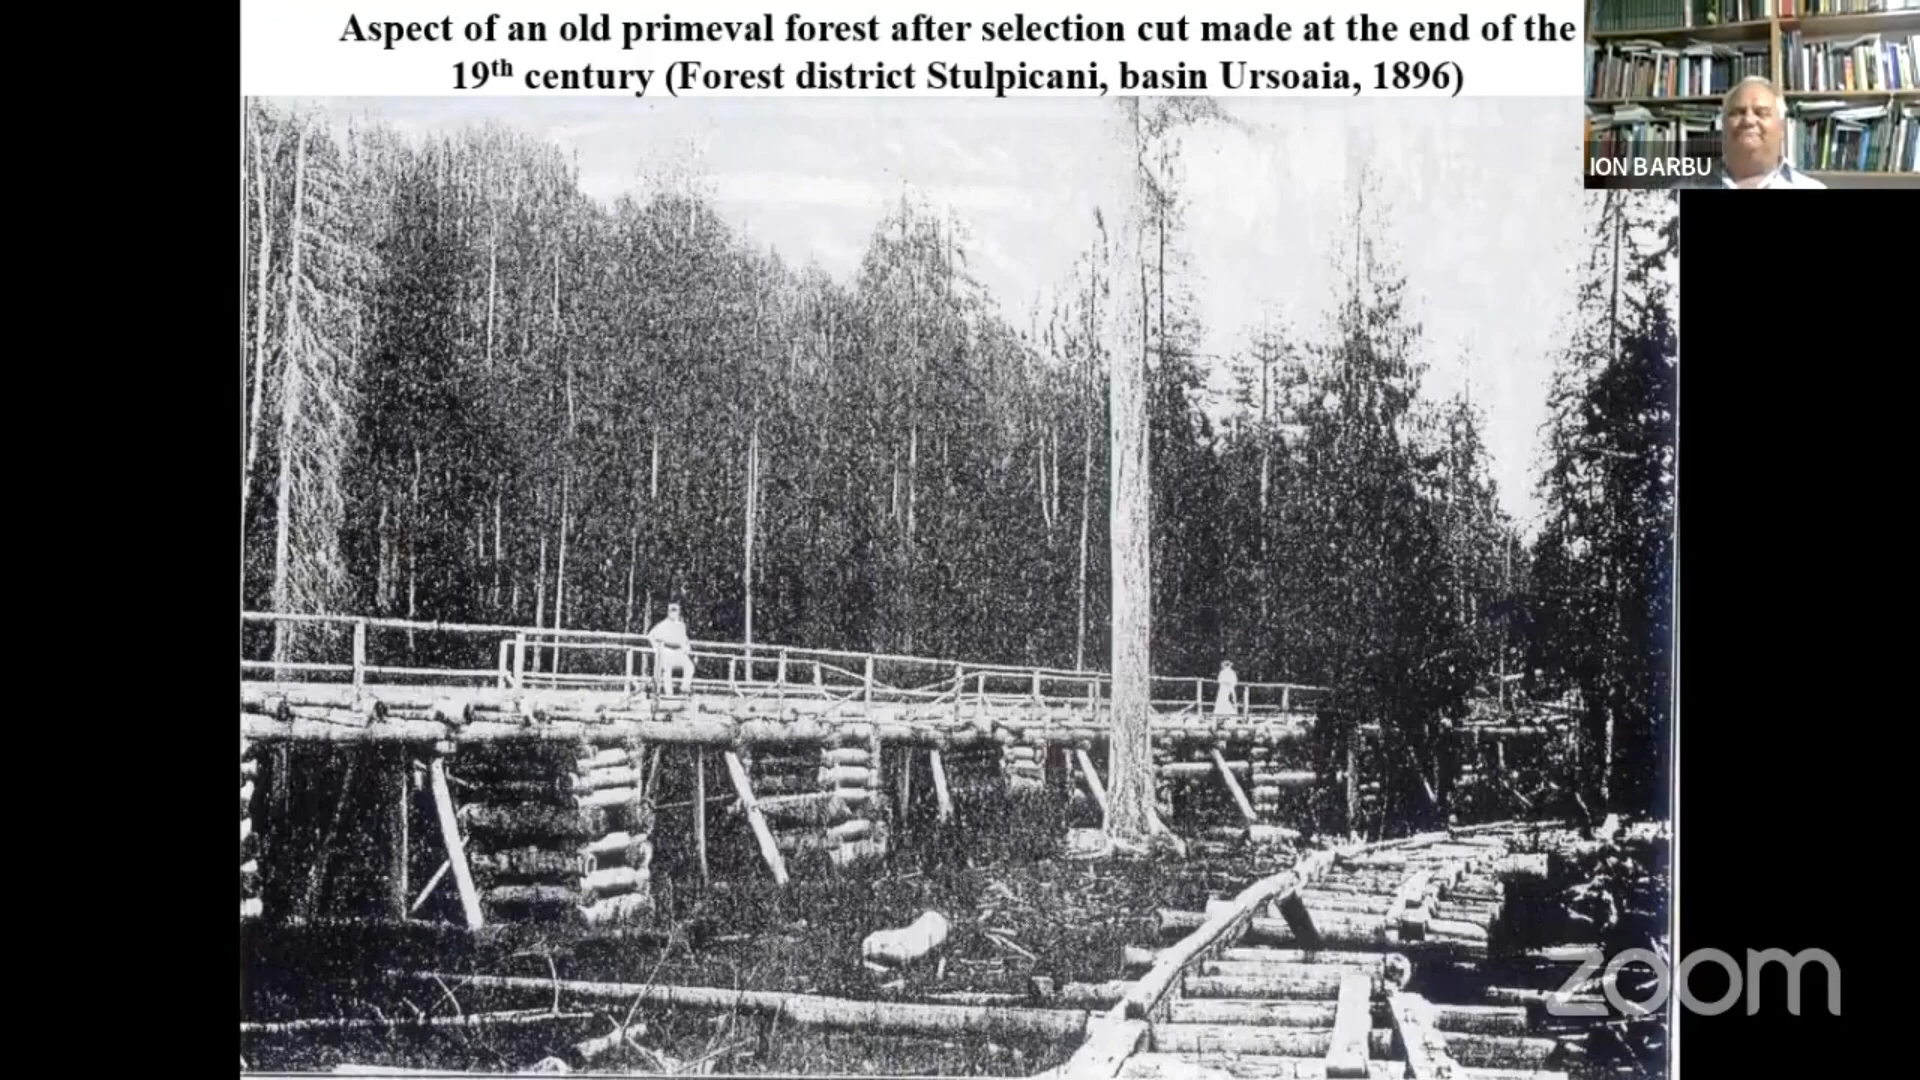 Aspect of an old primeval forest after selection cut made at the end of the
19th century (Forest district Stulpicani, basin Ursoaia, 1896)
ION BARBU
zoom